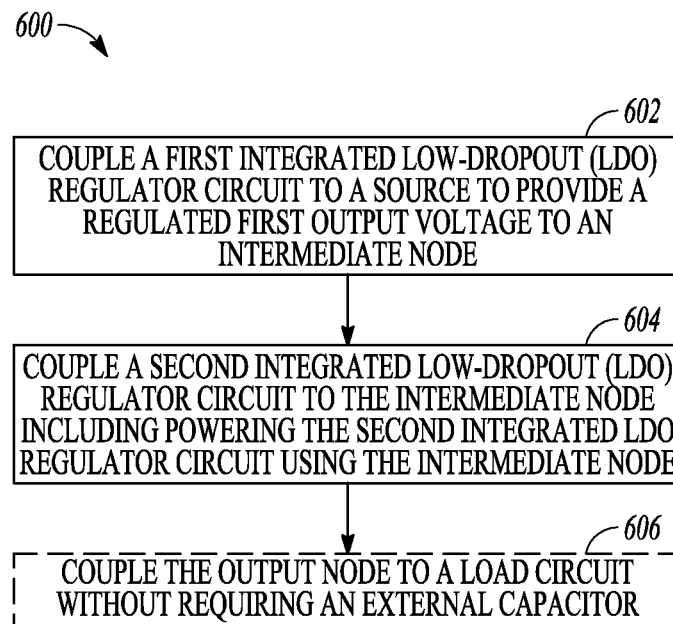 600
602
COUPLE A FIRST INTEGRATED LOW-DROPOUT (LDO)
REGULATOR CIRCUIT TO A SOURCE TO PROVIDE A
REGULATED FIRST OUTPUT VOLTAGE TO AN
INTERMEDIATE NODE
604
COUPLE A SECOND INTEGRATED LOW-DROPOUT (LDO)
REGULATOR CIRCUIT TO THE INTERMEDIATE NODE
INCLUDING POWERING THE SECOND INTEGRATED LDO
REGULATOR CIRCUIT USING THE INTERMEDIATE NODE
606
COUPLE THE OUTPUT NODE TO A LOAD CIRCUIT
WITHOUT REQUIRING AN EXTERNAL CAPACITOR